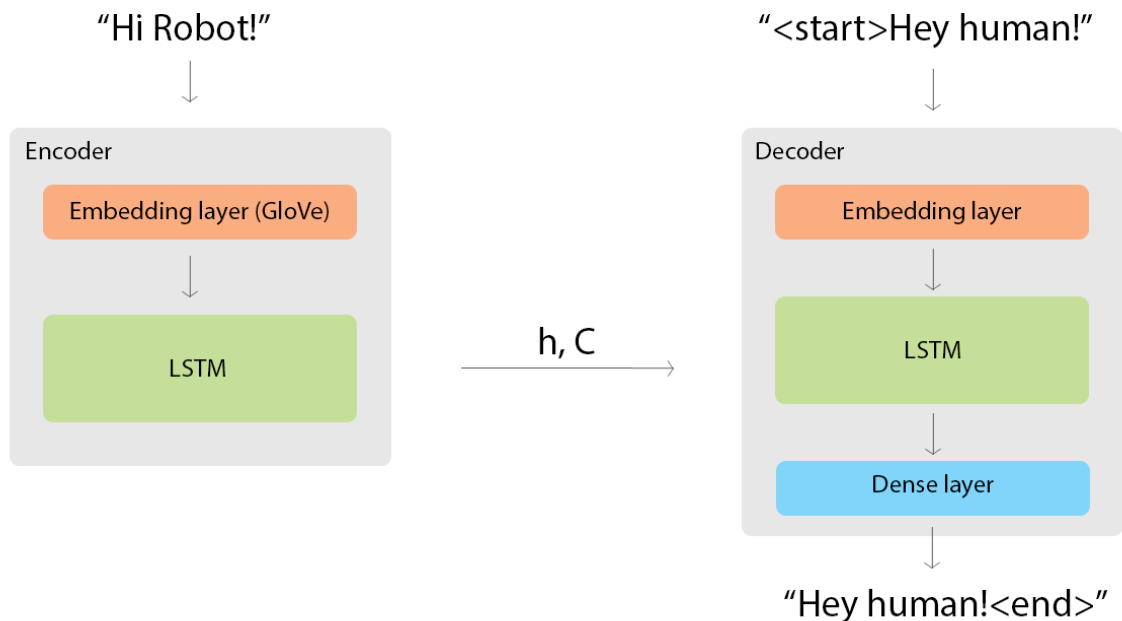 “Hi Robot!”
“<start>Hey human!”
Encoder
Embedding layer (GloVe)
LSTM
h, C
Decoder
Embedding layer
LSTM
Dense layer
“Hey human!<end>”